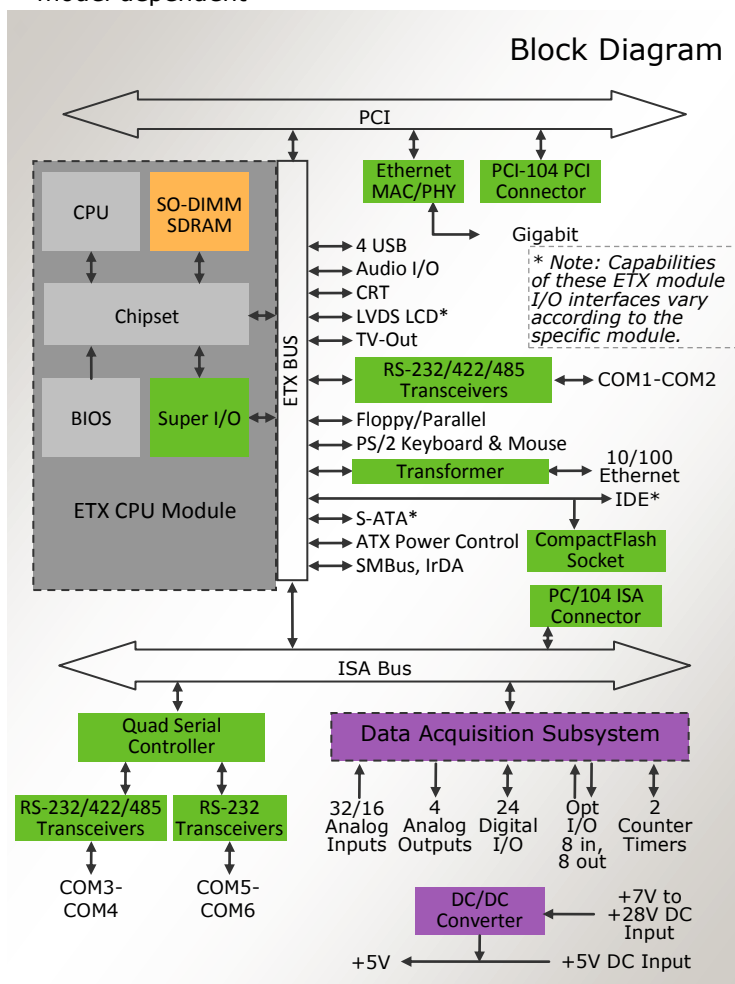 model dependent
Block Diagram
PCI
Ethernet
MAC/PHY
PCI-104 PCI
Connector
Gigabit
CPU
SO-DIMM
SDRAM
Chipset
BIOS
Super I/O
ETX CPU Module
ETX BUS
4 USB
Audio I/O
CRT
LVDS LCD*
TV-Out
* Note: Capabilities
of these ETX module
I/O interfaces vary
according to the
specific module.
RS-232/422/485
Transceivers
COM1-COM2
Floppy/Parallel
PS/2 Keyboard & Mouse
Transformer
10/100
Ethernet
IDE*
S-ATA*
ATX Power Control
SMBus, IrDA
CompactFlash
Socket
PC/104 ISA
Connector
ISA Bus
Quad Serial
Controller
Data Acquisition Subsystem
RS-232/422/485
Transceivers
RS-232
Transceivers
COM3-
COM4
COM5-
COM6
32/16
Analog
Inputs
4
Analog
Outputs
24
Digital
I/O
Opt
I/O
8 in,
8 out
2
Counter
Timers
DC/DC
Converter
+7V to
+28V DC
Input
+5V
+5V DC Input